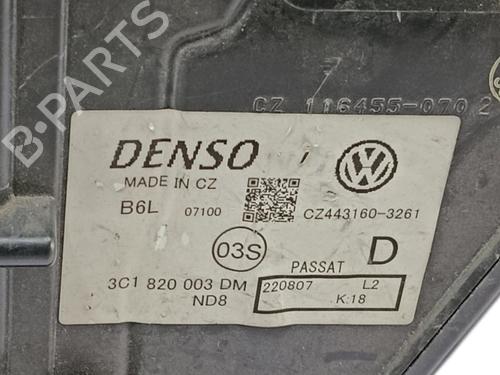 CZ 116455-070 2
DENSO
MADE IN CZ
B6L 07100
CZ443160-3261
03S
PASSAT D
3C1 820 003 DM
ND8
220807 L2
K:18
B-PARTS